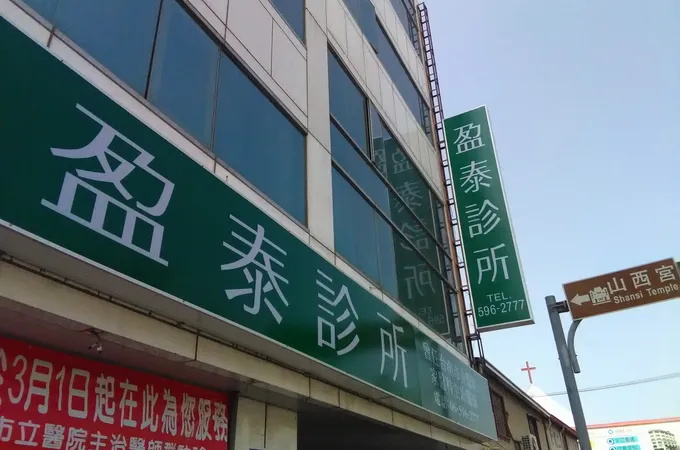 盈泰診所
盈泰診所
TEL.
596-2777
山西宮
Shansi Temple
3月1日起在此為您服務
市立醫院主治醫師